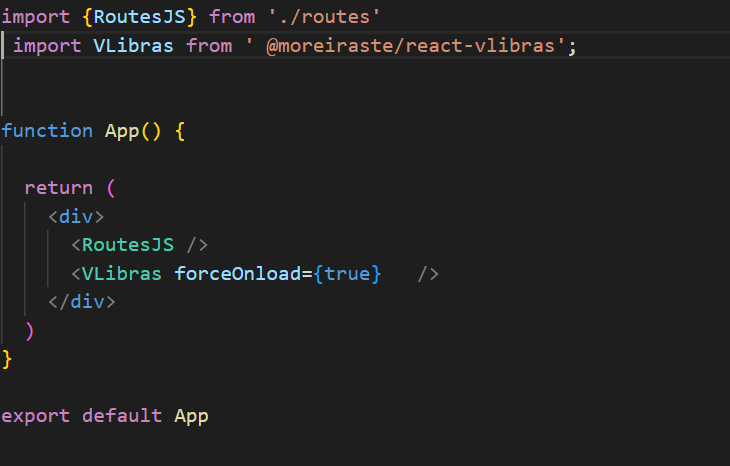 import {RoutesJS} from './routes'
import VLibras from ' @moreiraste/react-vlibras';
function App() {
return (
<div>
<RoutesJS />
<VLibras forceOnload={true}   />
</div>
)
}
export default App